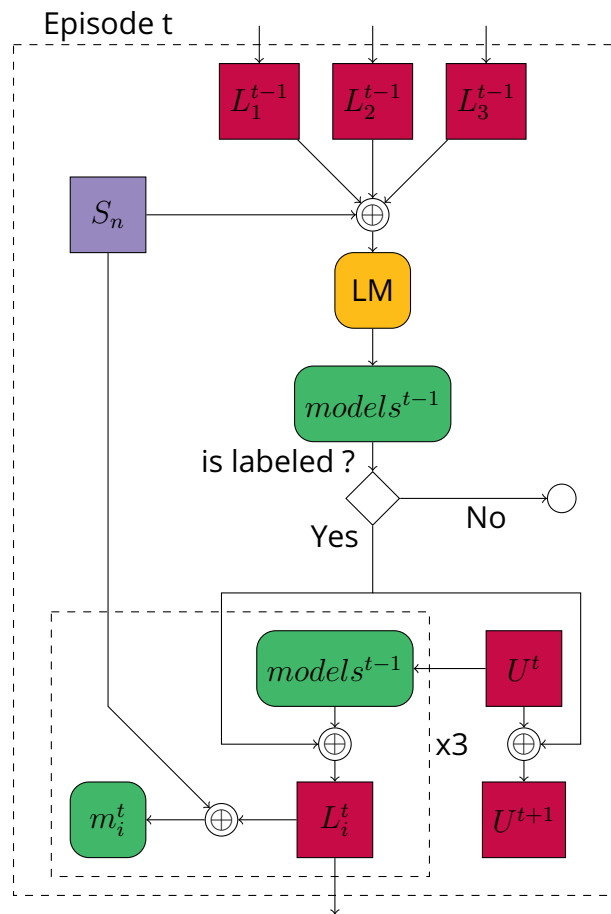 Episode t
$L_1^{t-1}$ $L_2^{t-1}$ $L_3^{t-1}$
$S_n$
LM
$models^{t-1}$
is labeled ?
No
Yes
$models^{t-1}$ $U^t$
x3
$m_i^t$ $L_i^t$ $U^{t+1}$